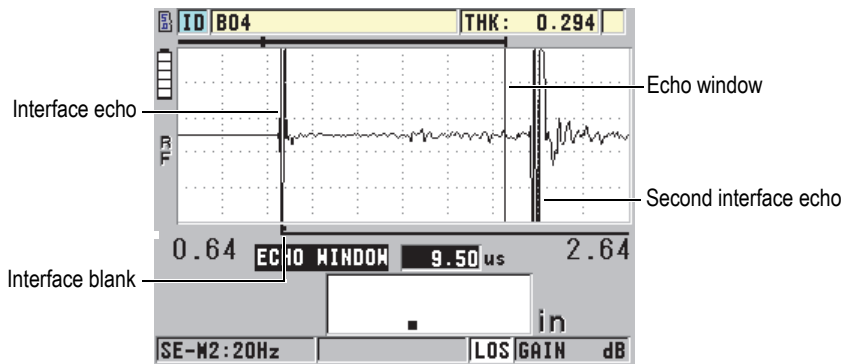 ID B04 THK: 0.294
Interface echo
Echo window
RF
Second interface echo
0.64 ECHO WINDOW 9.50 us 2.64
Interface blank
in
SE-M2:20Hz LOS GAIN dB